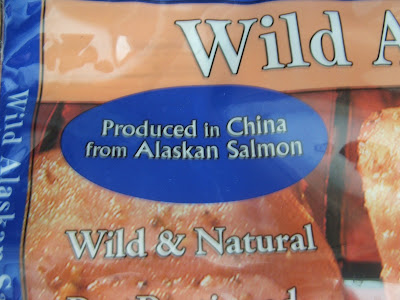 Wild A
Produced in China
from Alaskan Salmon
Wild & Natural
Wild Alaskan S